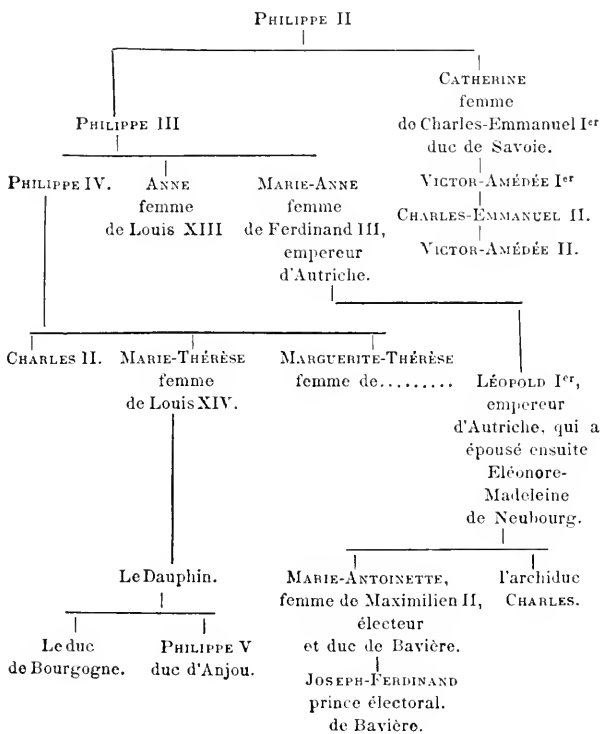 PHILIPPE II
CATHERINE
femme
de Charles-Emmanuel Ier
duc de Savoie.
PHILIPPE III
PHILIPPE IV.
ANNE
femme
de Louis XIII
MARIE-ANNE
femme
de Ferdinand III,
empereur
d'Autriche.
VICTOR-AMÉDÉE Ier
CHARLES-EMMANUEL II.
VICTOR-AMÉDÉE II.
CHARLES II.
MARIE-THÉRÈSE
femme
de Louis XIV.
MARGUERITE-THÉRÈSE
femme de.........
LÉOPOLD Ier,
empereur
d'Autriche, qui a
épousé ensuite
Eléonore-
Madeleine
de Neubourg.
Le Dauphin.
MARIE-ANTOINETTE,
femme de Maximilien II,
électeur
et duc de Bavière.
l'archiduc
CHARLES.
Le duc
de Bourgogne.
PHILIPPE V
duc d'Anjou.
JOSEPH-FERDINAND
prince électoral.
de Bavière.